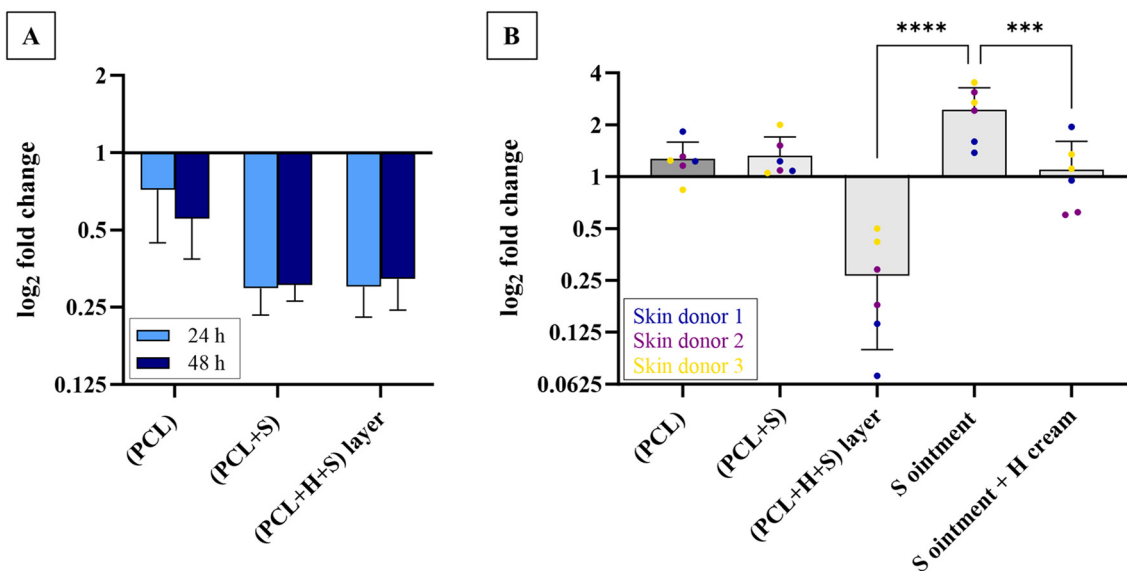 A
log₂ fold change
2
1
0.5
0.25
0.125
24 h
48 h
(PCL)
(PCL+S)
(PCL+H+S) layer
B
****
***
log₂ fold change
4
2
1
0.5
0.25
0.125
0.0625
Skin donor 1
Skin donor 2
Skin donor 3
(PCL)
(PCL+S)
(PCL+H+S) layer
S ointment
S ointment + H cream